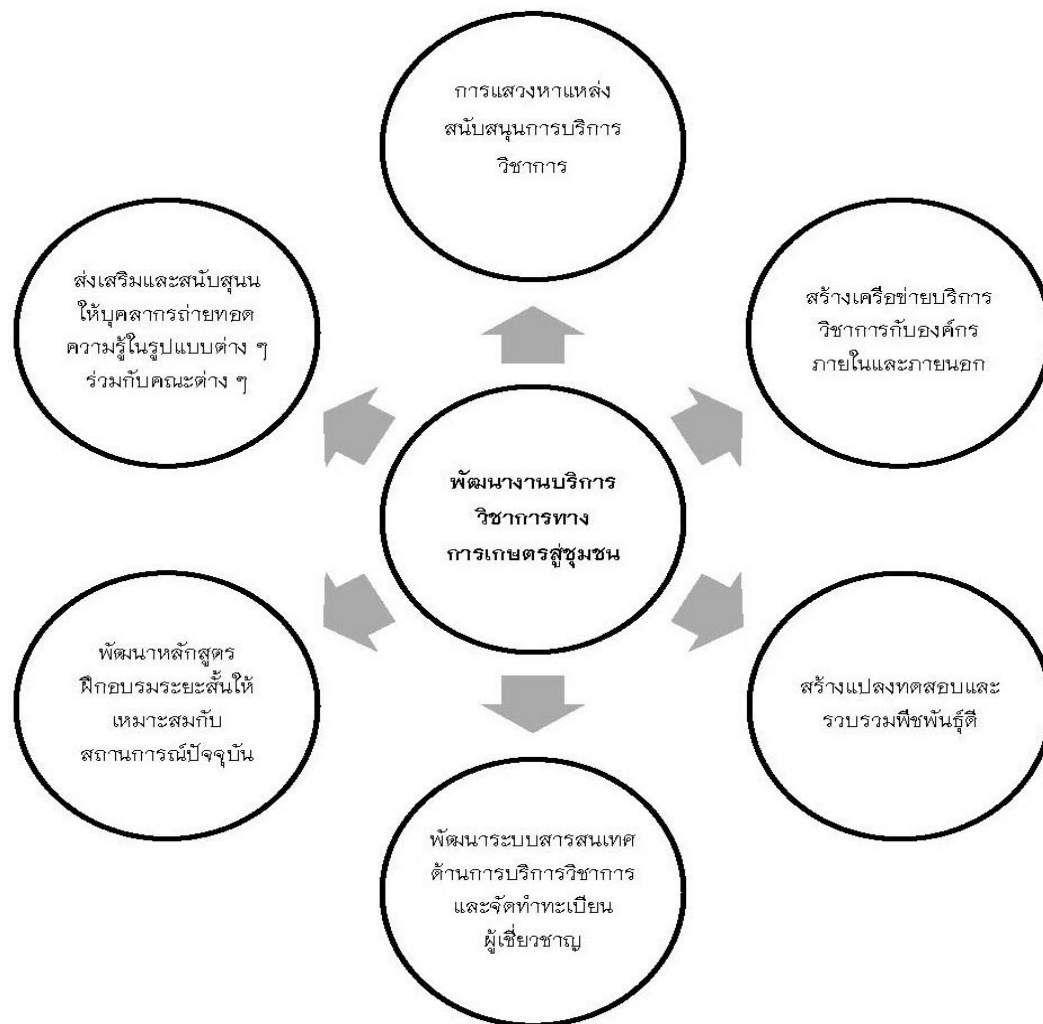 การแสวงหาแหล่ง
สนับสนุนการบริการ
วิชาการ
สร้างเครือข่ายบริการ
วิชาการกับองค์กร
ภายในและภายนอก
สร้างแปลงทดสอบและ
รวบรวมพืชพันธุ์ดี
พัฒนาระบบสารสนเทศ
ด้านการบริการวิชาการ
และจัดทำทะเบียน
ผู้เชี่ยวชาญ
พัฒนาหลักสูตร
ฝึกอบรมระยะสั้นให้
เหมาะสมกับ
สถานการณ์ปัจจุบัน
ส่งเสริมและสนับสุนน
ให้บุคลากรถ่ายทอด
ความรู้ในรูปแบบต่าง ๆ
ร่วมกับคณะต่าง ๆ
พัฒนางานบริการ
วิชาการทาง
การเกษตรสู่ชุมชน